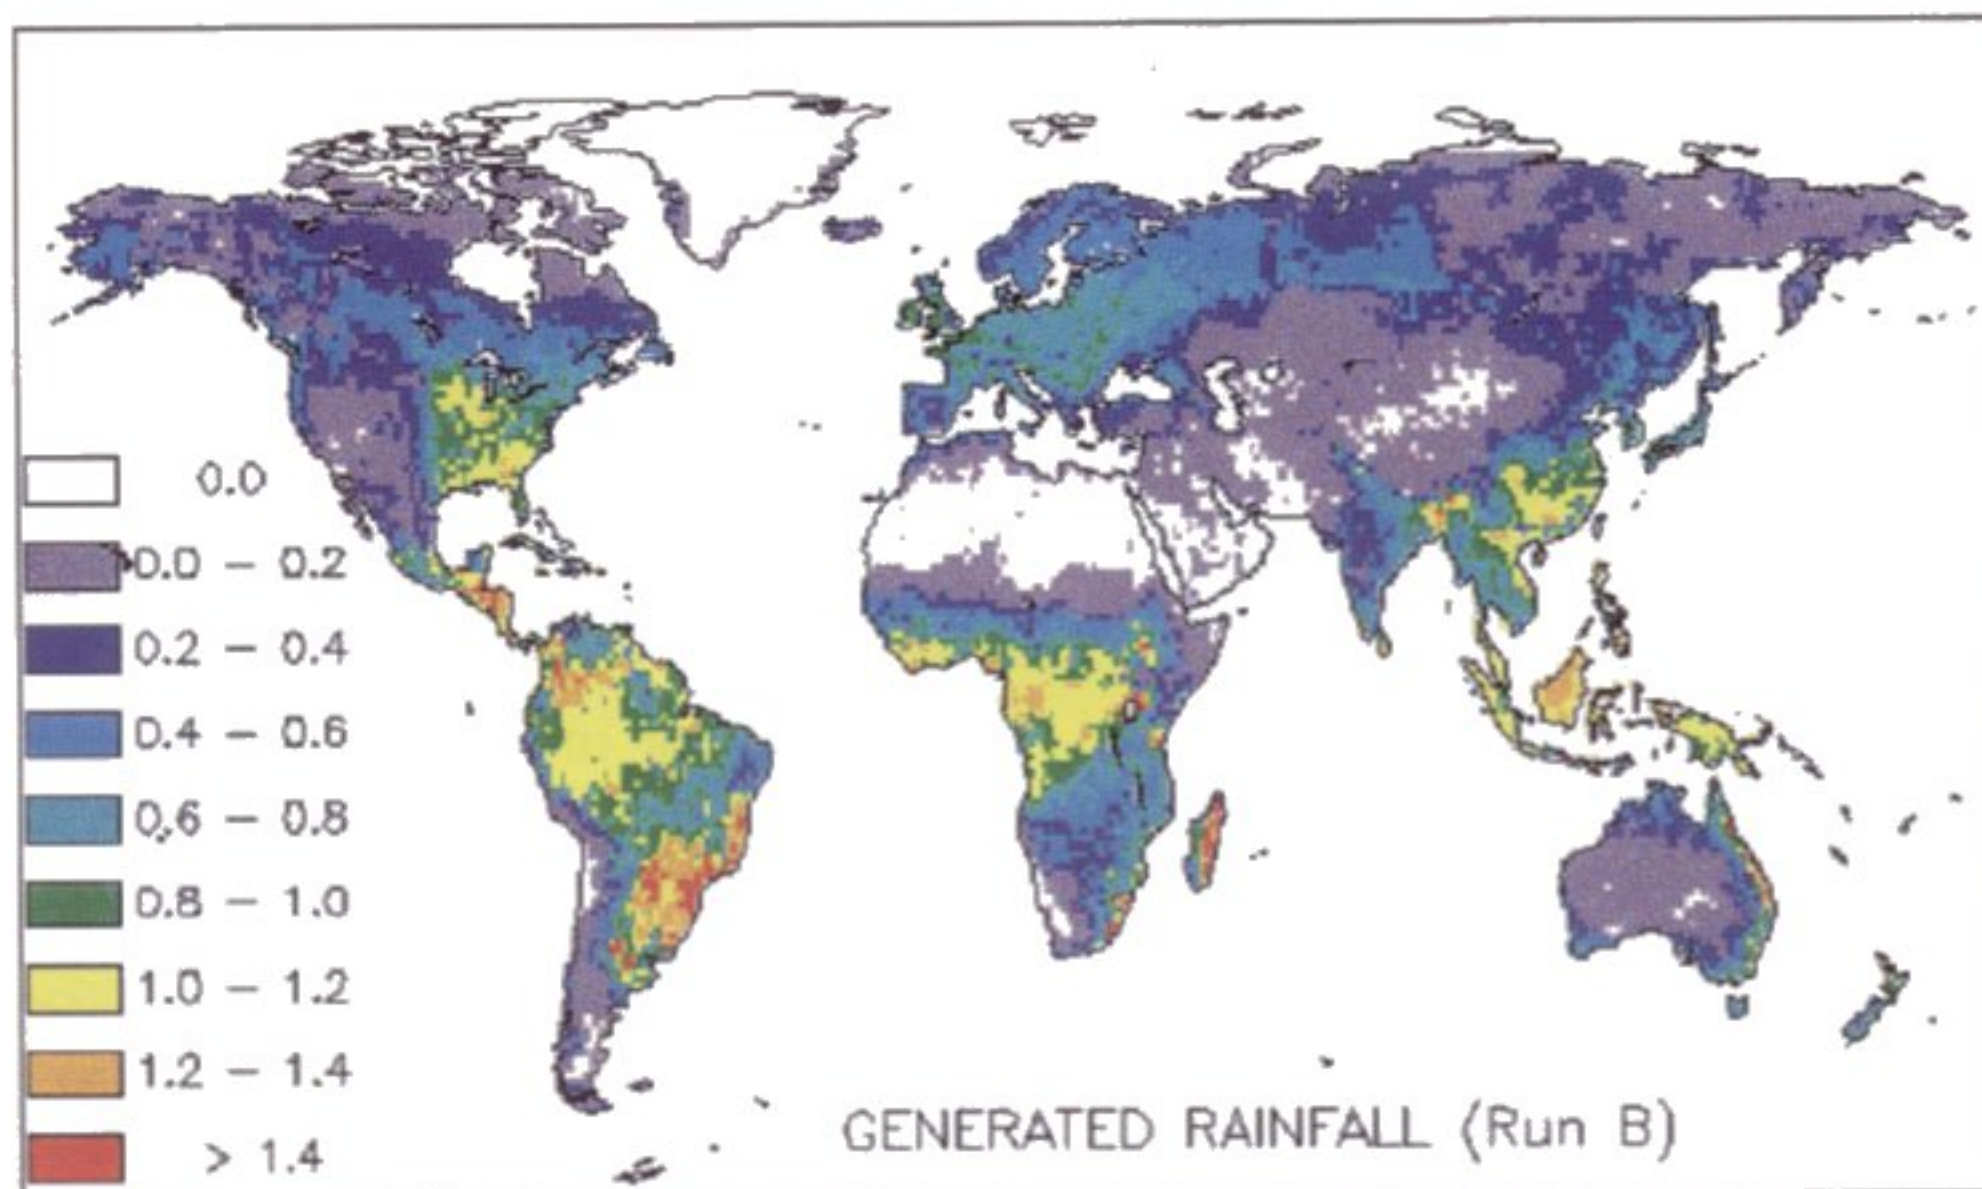 0.0
0.0 – 0.2
0.2 – 0.4
0.4 – 0.6
0.6 – 0.8
0.8 – 1.0
1.0 – 1.2
1.2 – 1.4
> 1.4
GENERATED RAINFALL (Run B)